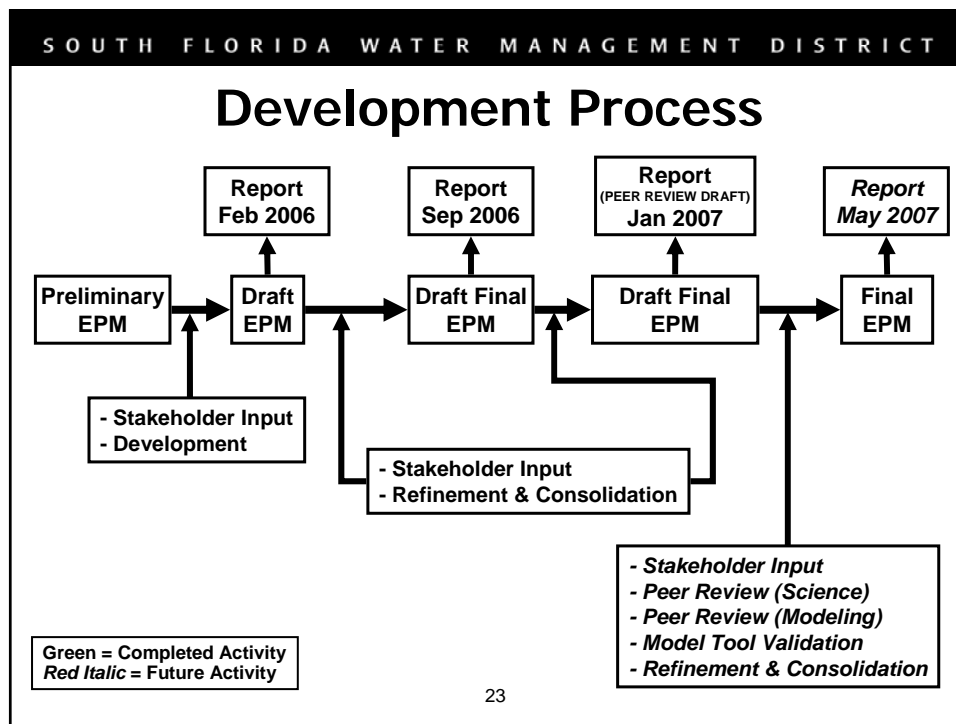 SOUTH FLORIDA WATER MANAGEMENT DISTRICT
Development Process
Report
Feb 2006
Report
Sep 2006
Report
(PEER REVIEW DRAFT)
Jan 2007
Report
May 2007
Preliminary
EPM
Draft
EPM
Draft Final
EPM
Draft Final
EPM
Final
EPM
- Stakeholder Input
- Development
- Stakeholder Input
- Refinement & Consolidation
- Stakeholder Input
- Peer Review (Science)
- Peer Review (Modeling)
- Model Tool Validation
- Refinement & Consolidation
Green = Completed Activity
Red Italic = Future Activity
23